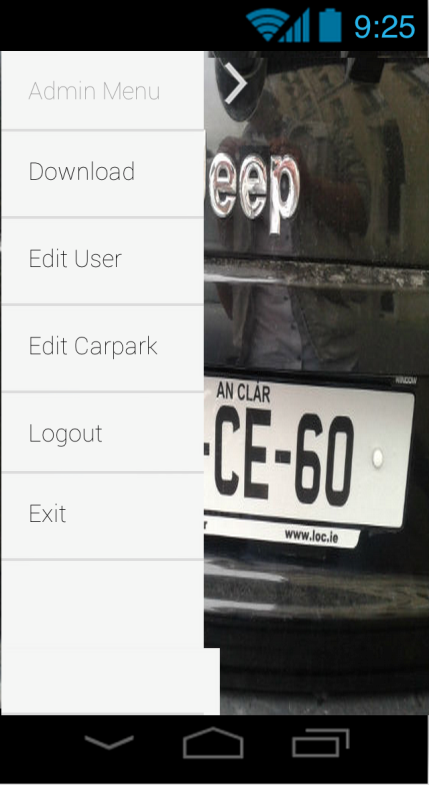 9:25
Admin Menu
Download
eep
Edit User
Edit Carpark
WINDOW
AN CLÁR
-CE-60
Logout
r
www.loc.ie
Exit